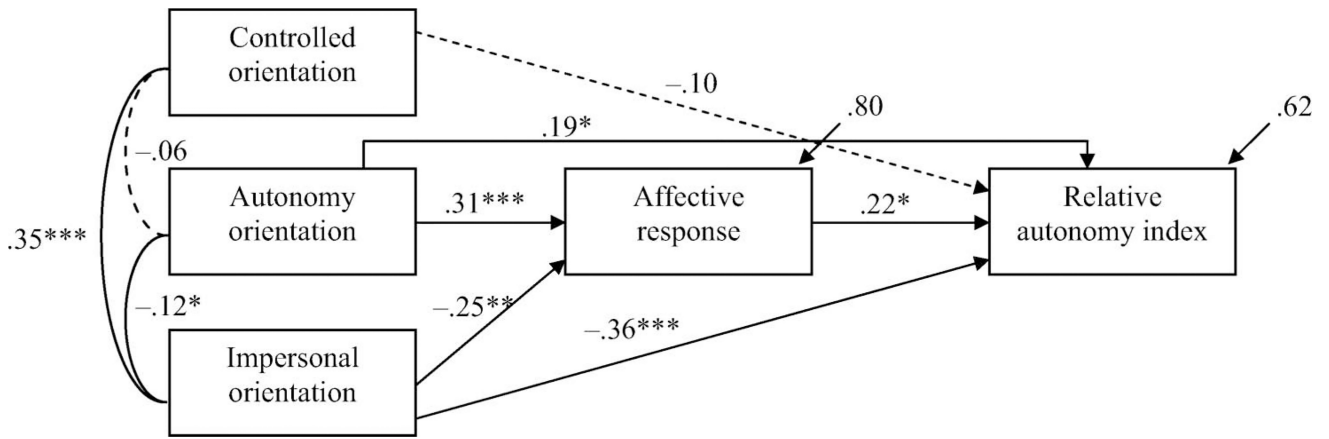 Controlled
orientation
–.10
.80
.62
.19*
–.06
Autonomy
orientation
.31***
Affective
response
.22*
Relative
autonomy index
.35***
–.12*
–.25**
–.36***
Impersonal
orientation